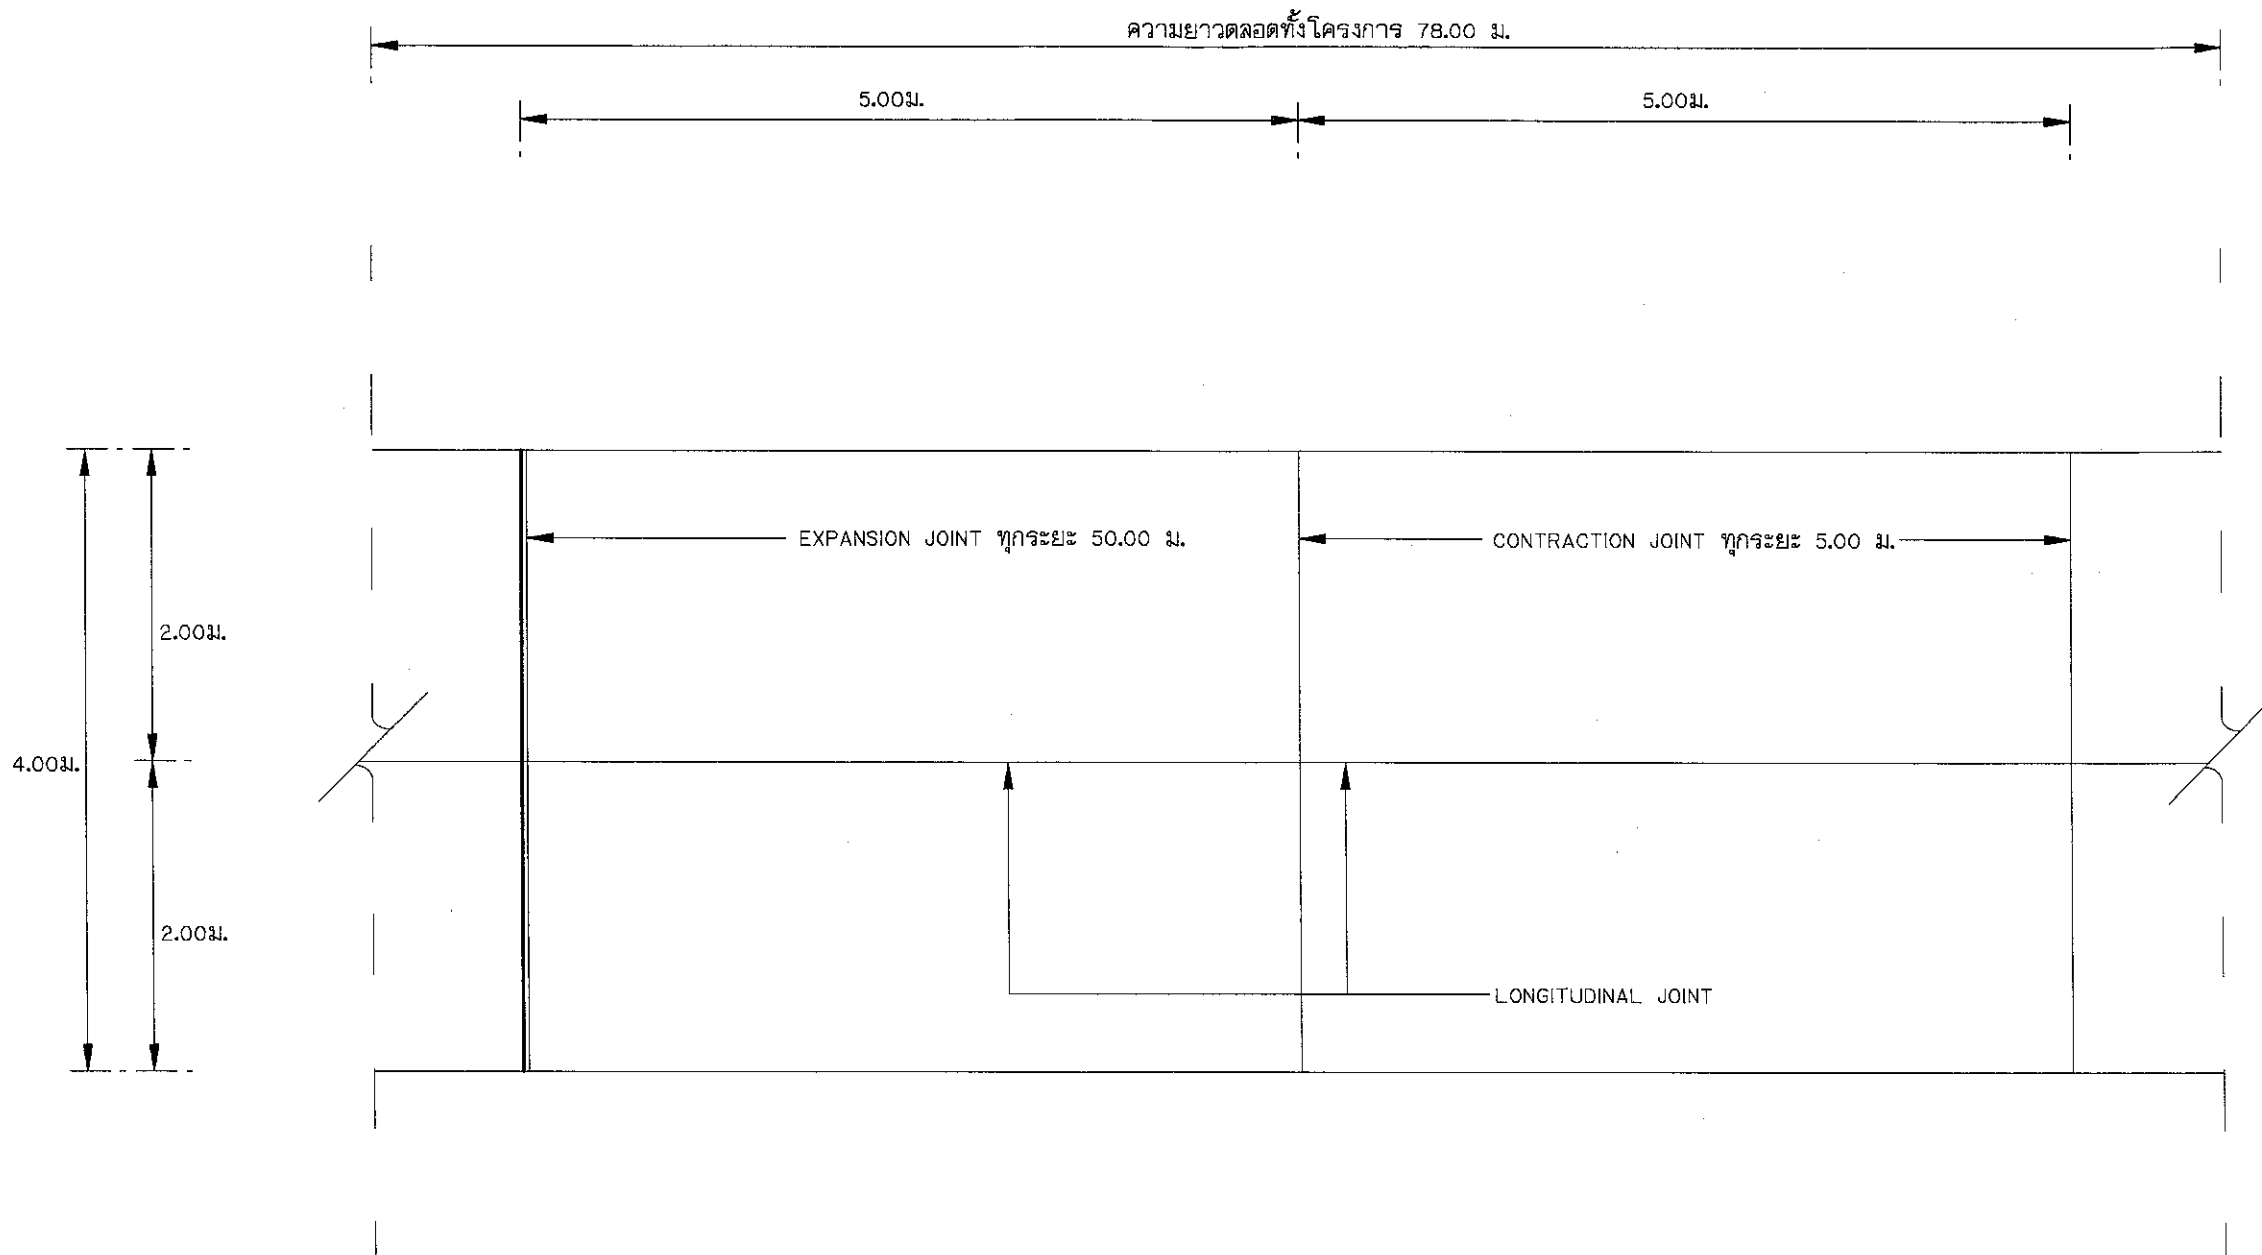 ความยาวตลอดทั้งโครงการ 78.00 ม.
5.00ม.
5.00ม.
EXPANSION JOINT ทุกระยะ 50.00 ม.
CONTRACTION JOINT ทุกระยะ 5.00 ม.
2.00ม.
4.00ม.
2.00ม.
LONGITUDINAL JOINT